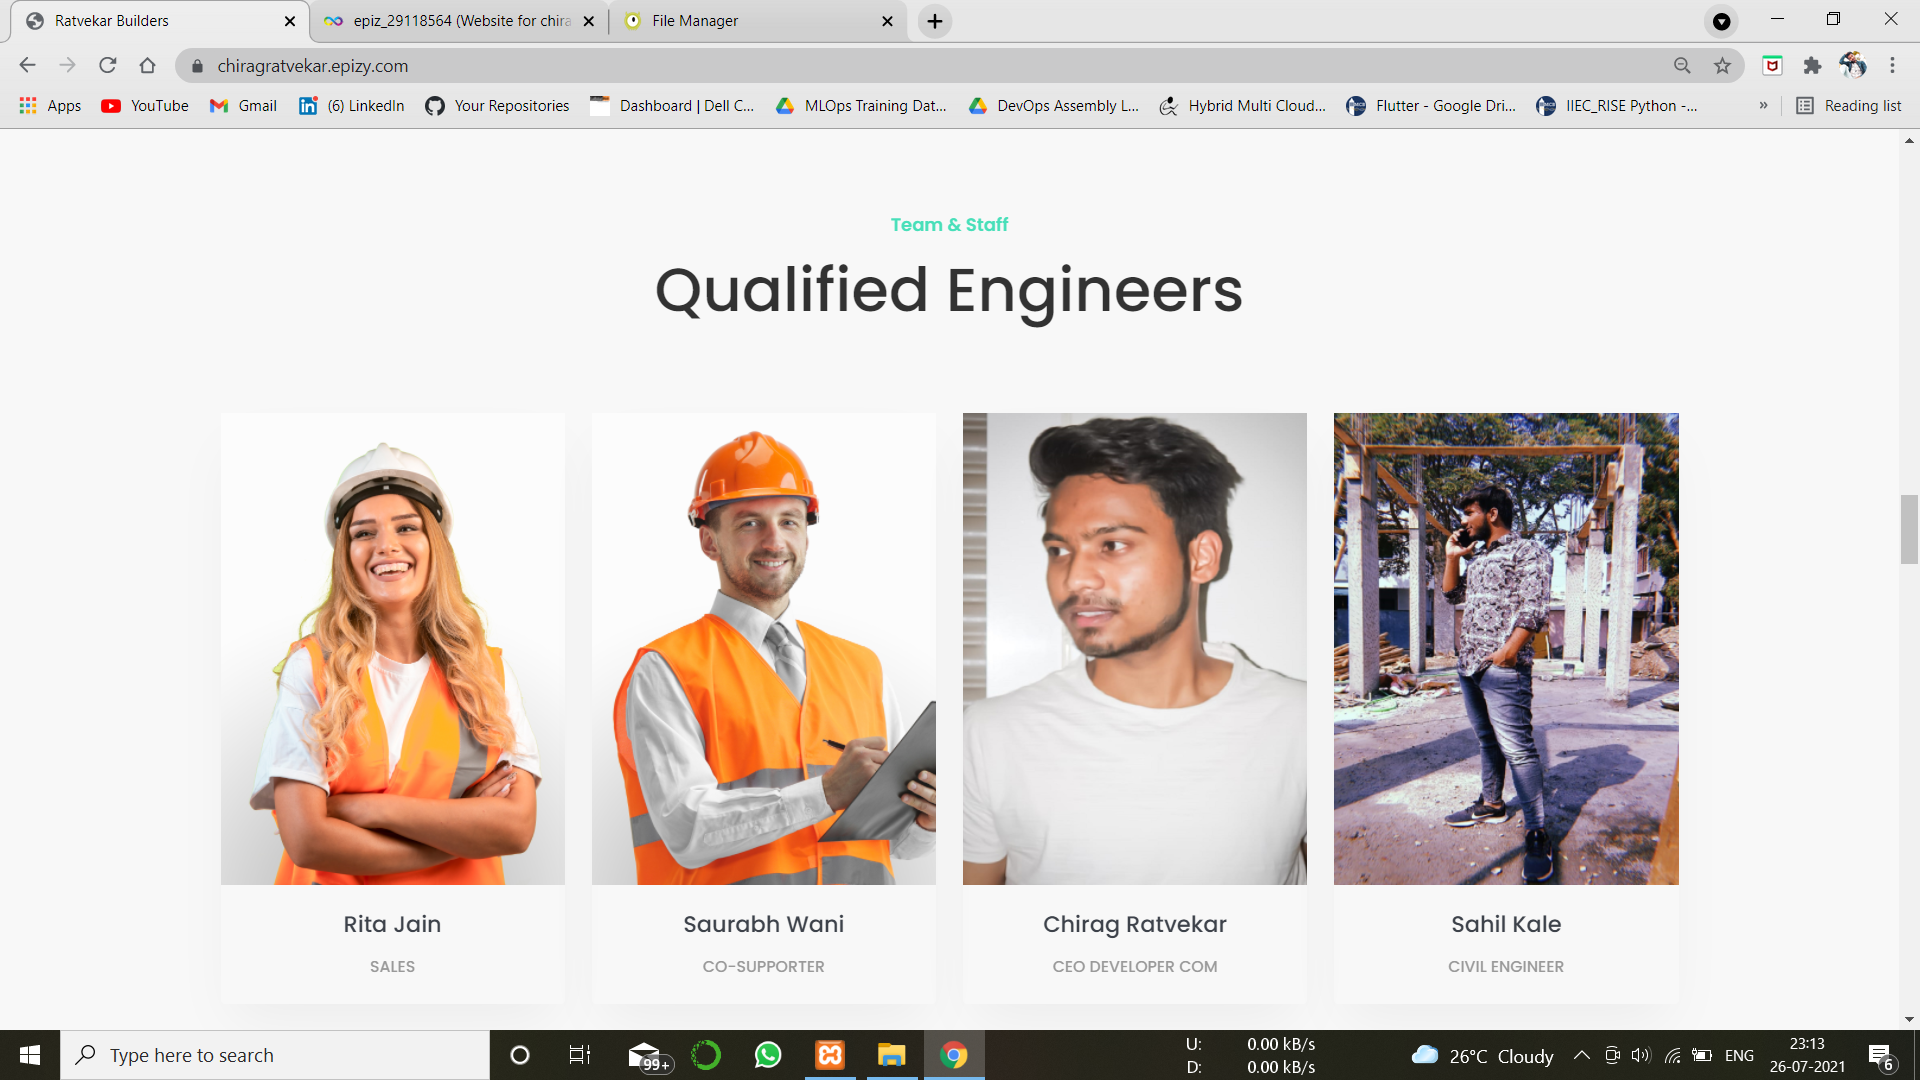 Ratvekar Builders
epiz_29118564 (Website for chira
File Manager
chiragratvekar.epizy.com
Apps
YouTube
Gmail
(6) LinkedIn
Your Repositories
Dashboard | Dell C...
MLOps Training Dat...
DevOps Assembly L...
Hybrid Multi Cloud...
Flutter - Google Dri...
IIEC_RISE Python -...
»
Reading list
Team & Staff
Qualified Engineers
Rita Jain
SALES
Saurabh Wani
CO-SUPPORTER
Chirag Ratvekar
CEO DEVELOPER COM
Sahil Kale
CIVIL ENGINEER
Type here to search
99+
U: 0.00 kB/s
D: 0.00 kB/s
26°C Cloudy
ENG
23:13
26-07-2021
6